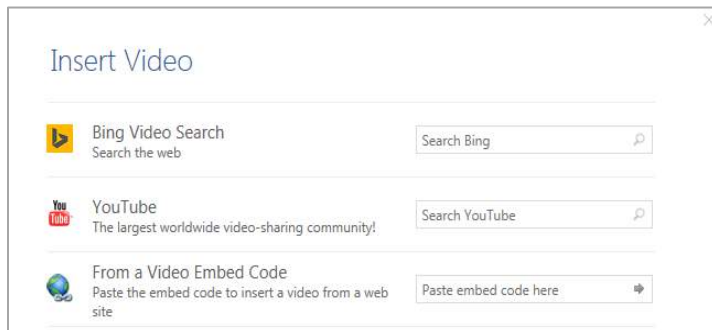 Insert Video
Bing Video Search
Search the web
Search Bing
You
Tube
YouTube
The largest worldwide video-sharing community!
Search YouTube
From a Video Embed Code
Paste the embed code to insert a video from a web
site
Paste embed code here